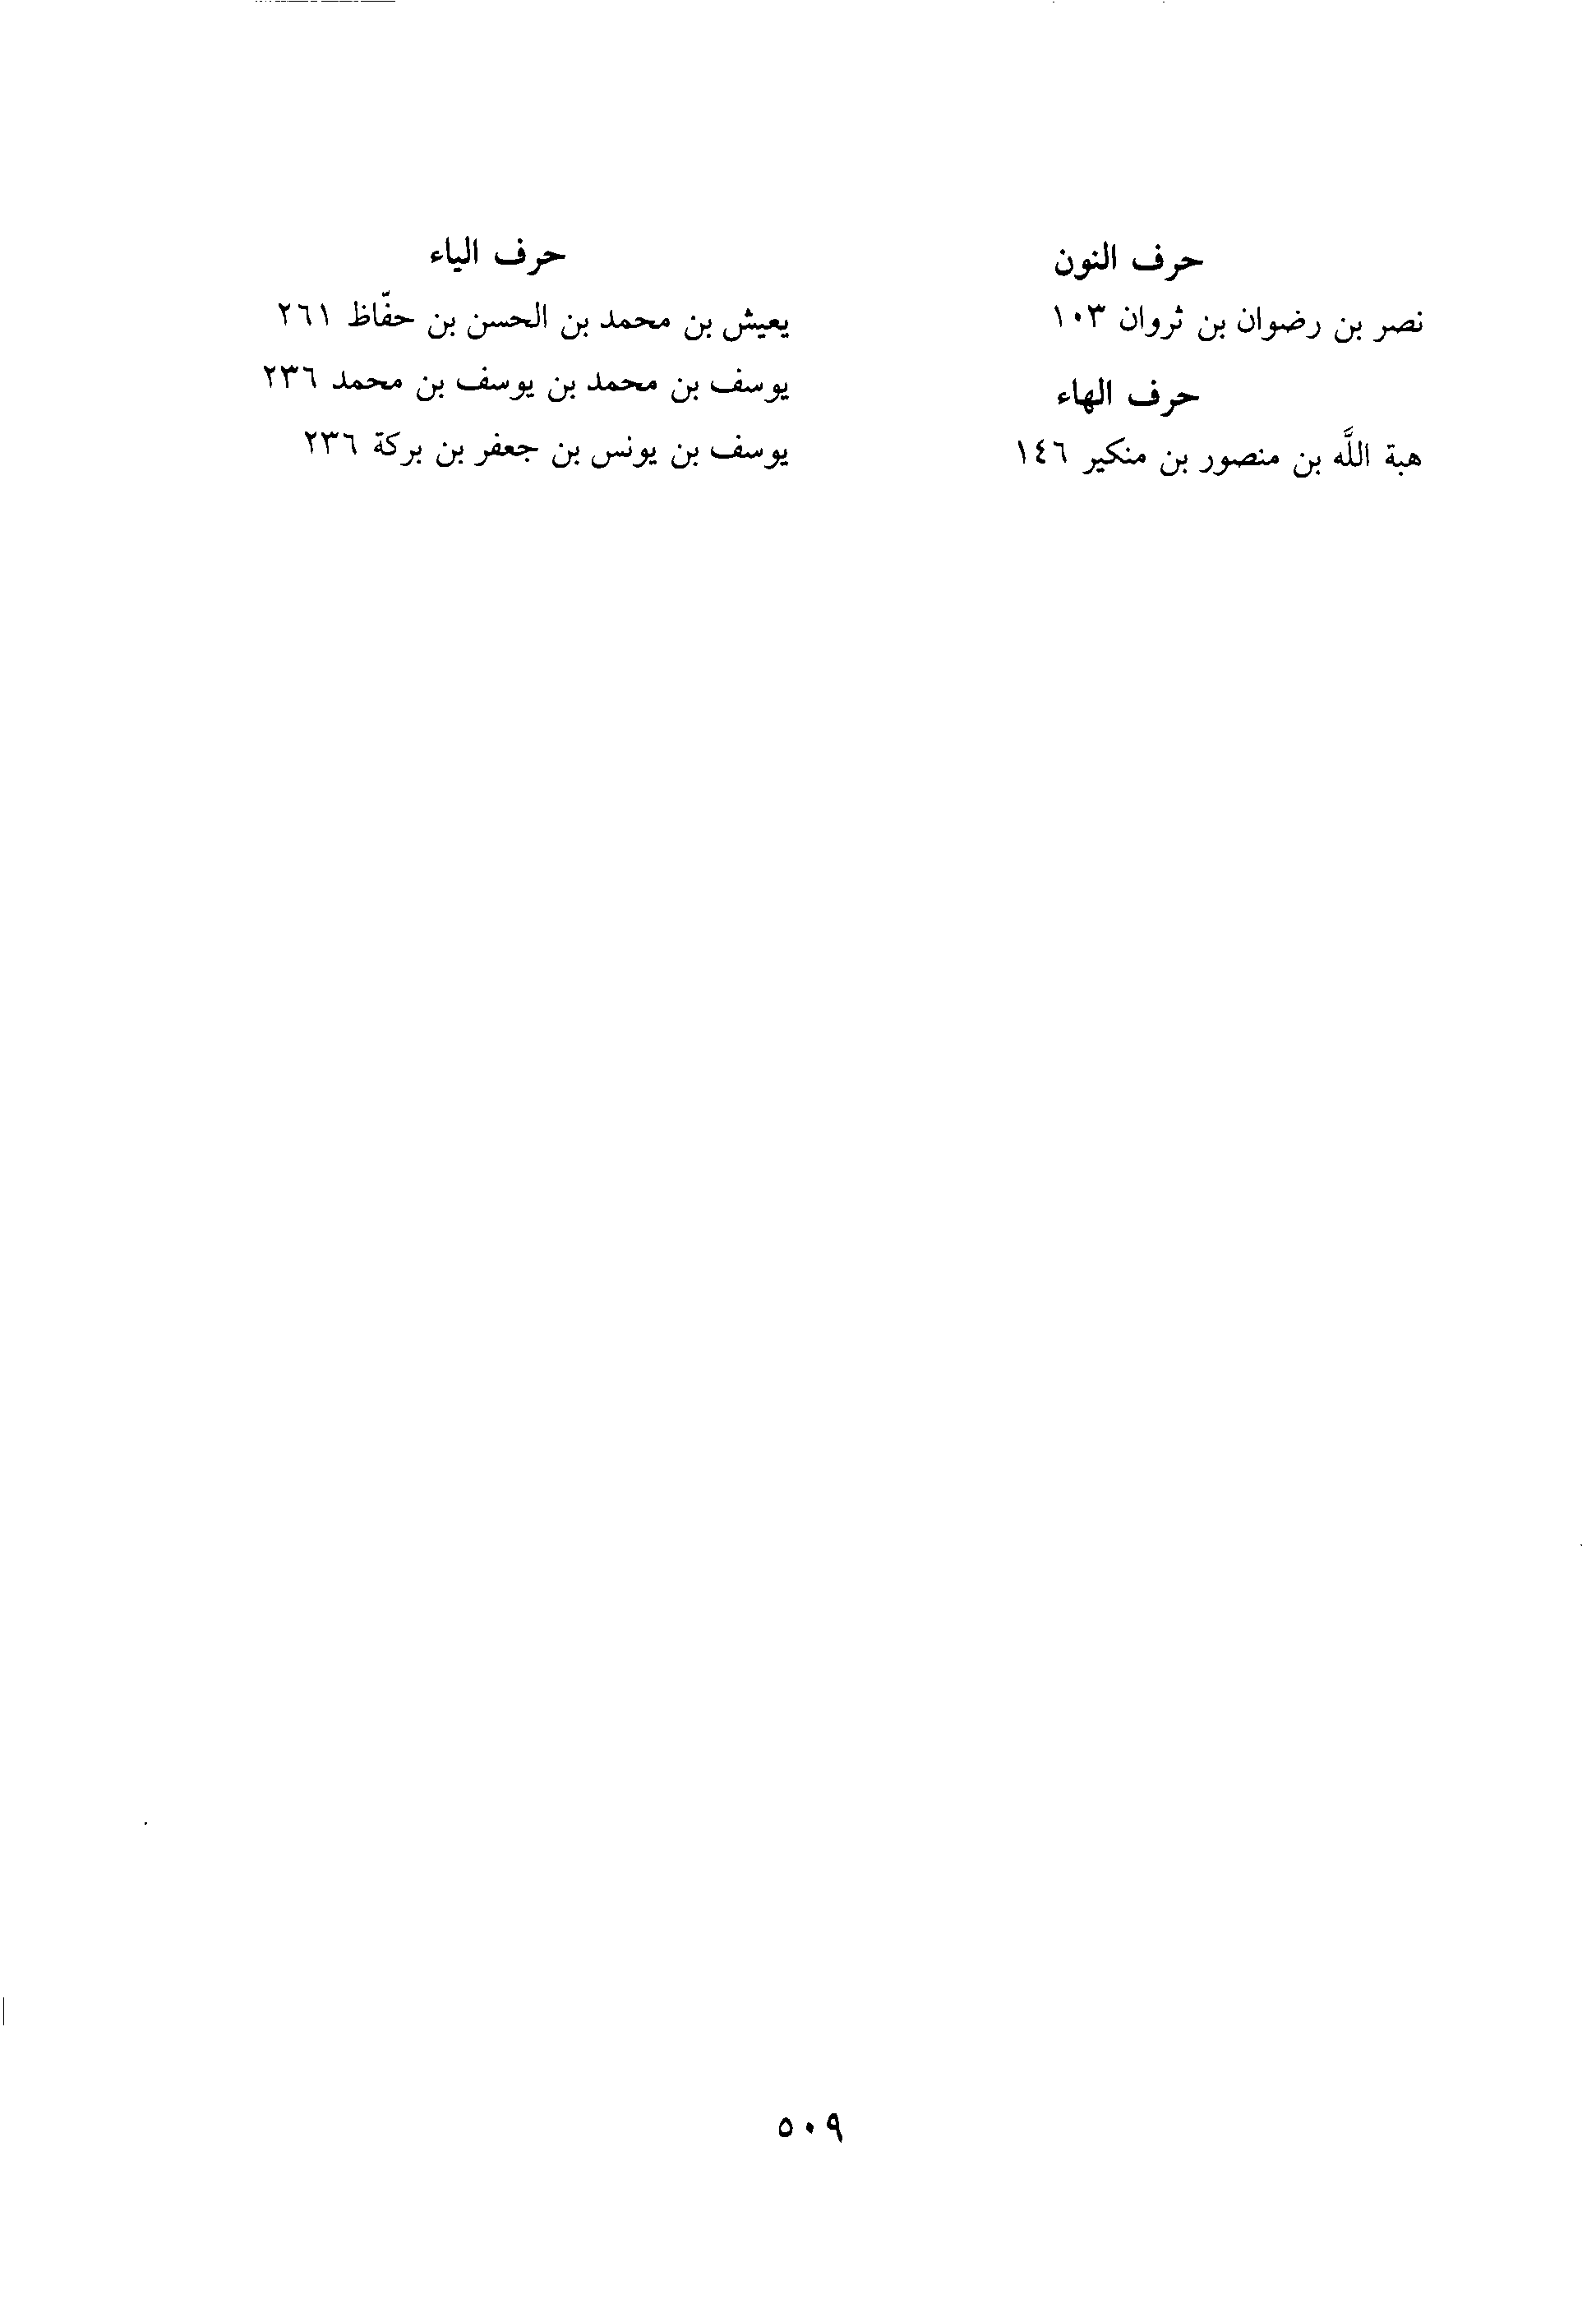 حرف النون
نصر بن رضوان بن ثروان ١٠٣
حرف الهاء
هبة اللَّه بن منصور بن منكير ١٤٦
حرف الياء
يعيش بن محمد بن الحسن بن حفّاظ ٢٦١
يوسف بن محمد بن يوسف بن محمد ٢٣٦
يوسف بن يونس بن جعفر بن بركة ٢٣٦
٥٠٩